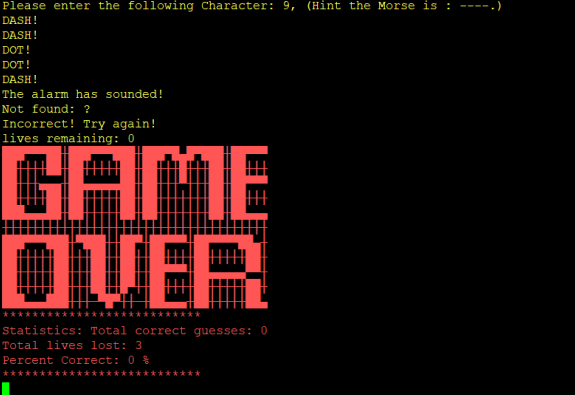 Please enter the following Character: 9, (Hint the Morse is : ----.)
DASH!
DASH!
DOT!
DOT!
DASH!
The alarm has sounded!
Not found: ?
Incorrect! Try again!
lives remaining: 0
GAME
OVER
***************************
Statistics: Total correct guesses: 0
Total lives lost: 3
Percent Correct: 0 %
***************************